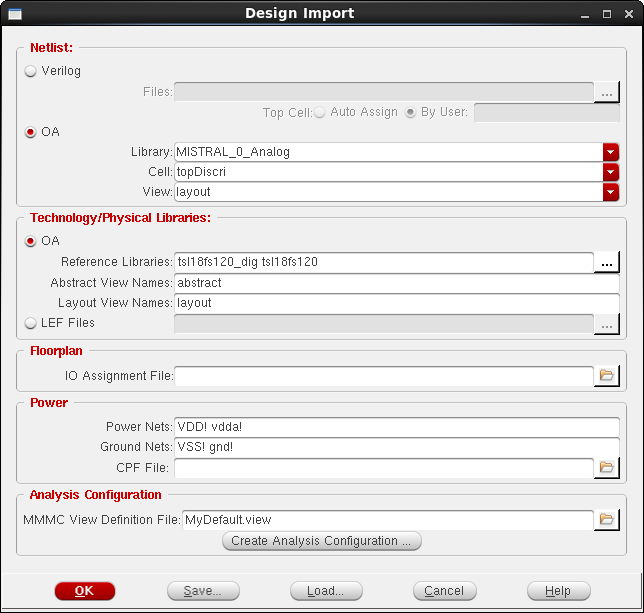 Design Import
Netlist:
Verilog
Files: ...
Top Cell: Auto Assign By User:
OA
Library: MISTRAL_0_Analog
Cell: topDiscri
View: layout
Technology/Physical Libraries:
OA
Reference Libraries: tsl18fs120_dig tsl18fs120 ...
Abstract View Names: abstract
Layout View Names: layout
LEF Files ...
Floorplan
IO Assignment File:
Power
Power Nets: VDD! vdda!
Ground Nets: VSS! gnd!
CPF File:
Analysis Configuration
MMMC View Definition File: MyDefault.view
Create Analysis Configuration ...
OK Save... Load... Cancel Help